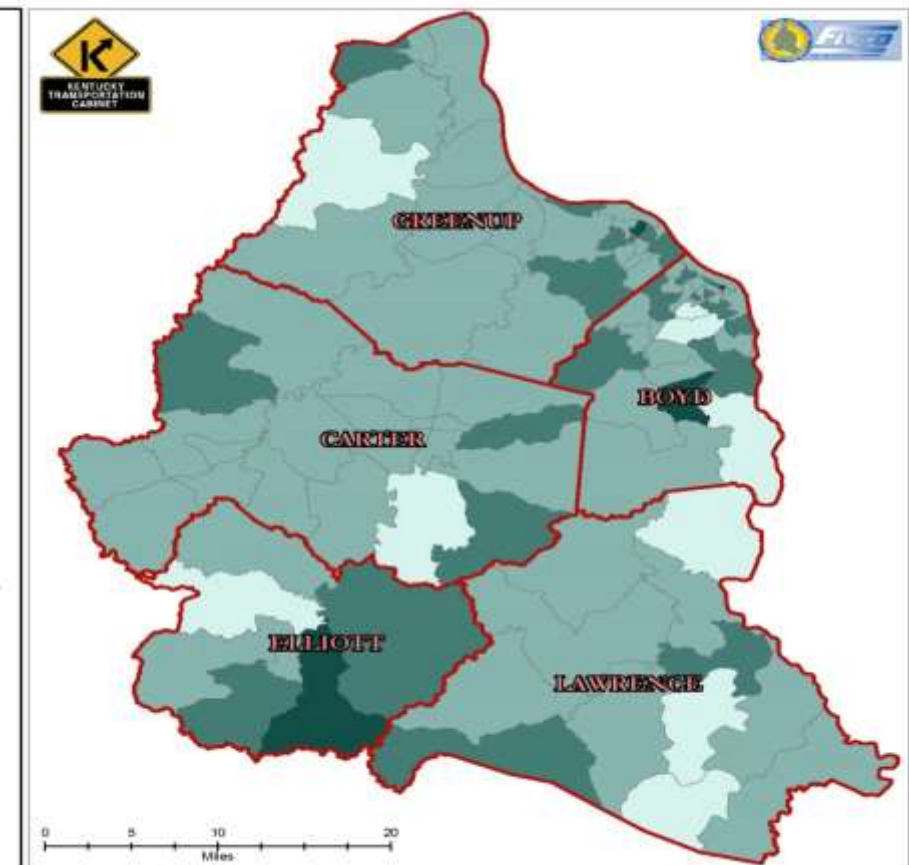 K
KENTUCKY
TRANSPORTATION
CABINET
GREENUP
BOYD
CARTER
ELLIOTT
LAWRENCE
0 5 10 20
Miles